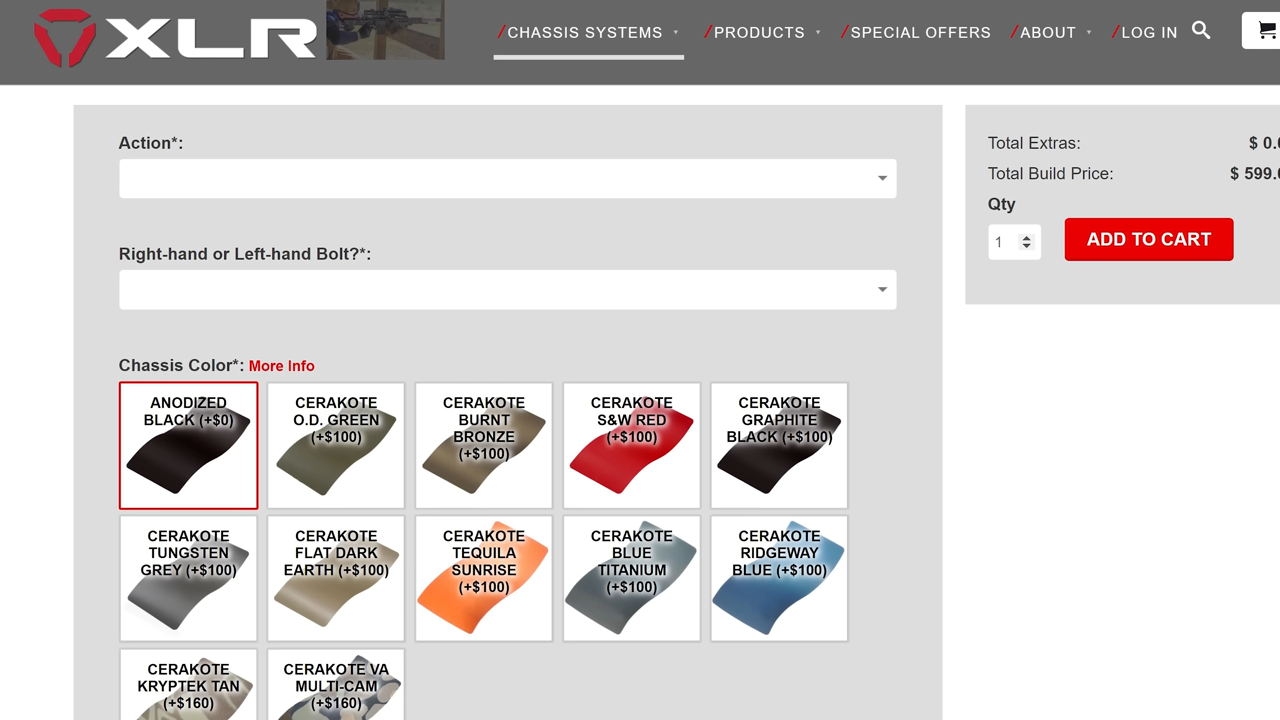 XLR
/CHASSIS SYSTEMS /PRODUCTS /SPECIAL OFFERS /ABOUT /LOG IN
Action*:
Right-hand or Left-hand Bolt?*:
Chassis Color*: More Info
ANODIZED
BLACK (+$0)
CERAKOTE
O.D. GREEN
(+$100)
CERAKOTE
BURNT
BRONZE
(+$100)
CERAKOTE
S&W RED
(+$100)
CERAKOTE
GRAPHITE
BLACK (+$100)
CERAKOTE
TUNGSTEN
GREY (+$100)
CERAKOTE
FLAT DARK
EARTH (+$100)
CERAKOTE
TEQUILA
SUNRISE
(+$100)
CERAKOTE
BLUE
TITANIUM
(+$100)
CERAKOTE
RIDGEWAY
BLUE (+$100)
CERAKOTE
KRYPTEK TAN
(+$160)
CERAKOTE VA
MULTI-CAM
(+$160)
Total Extras: $ 0.
Total Build Price: $ 599.
Qty
1
ADD TO CART